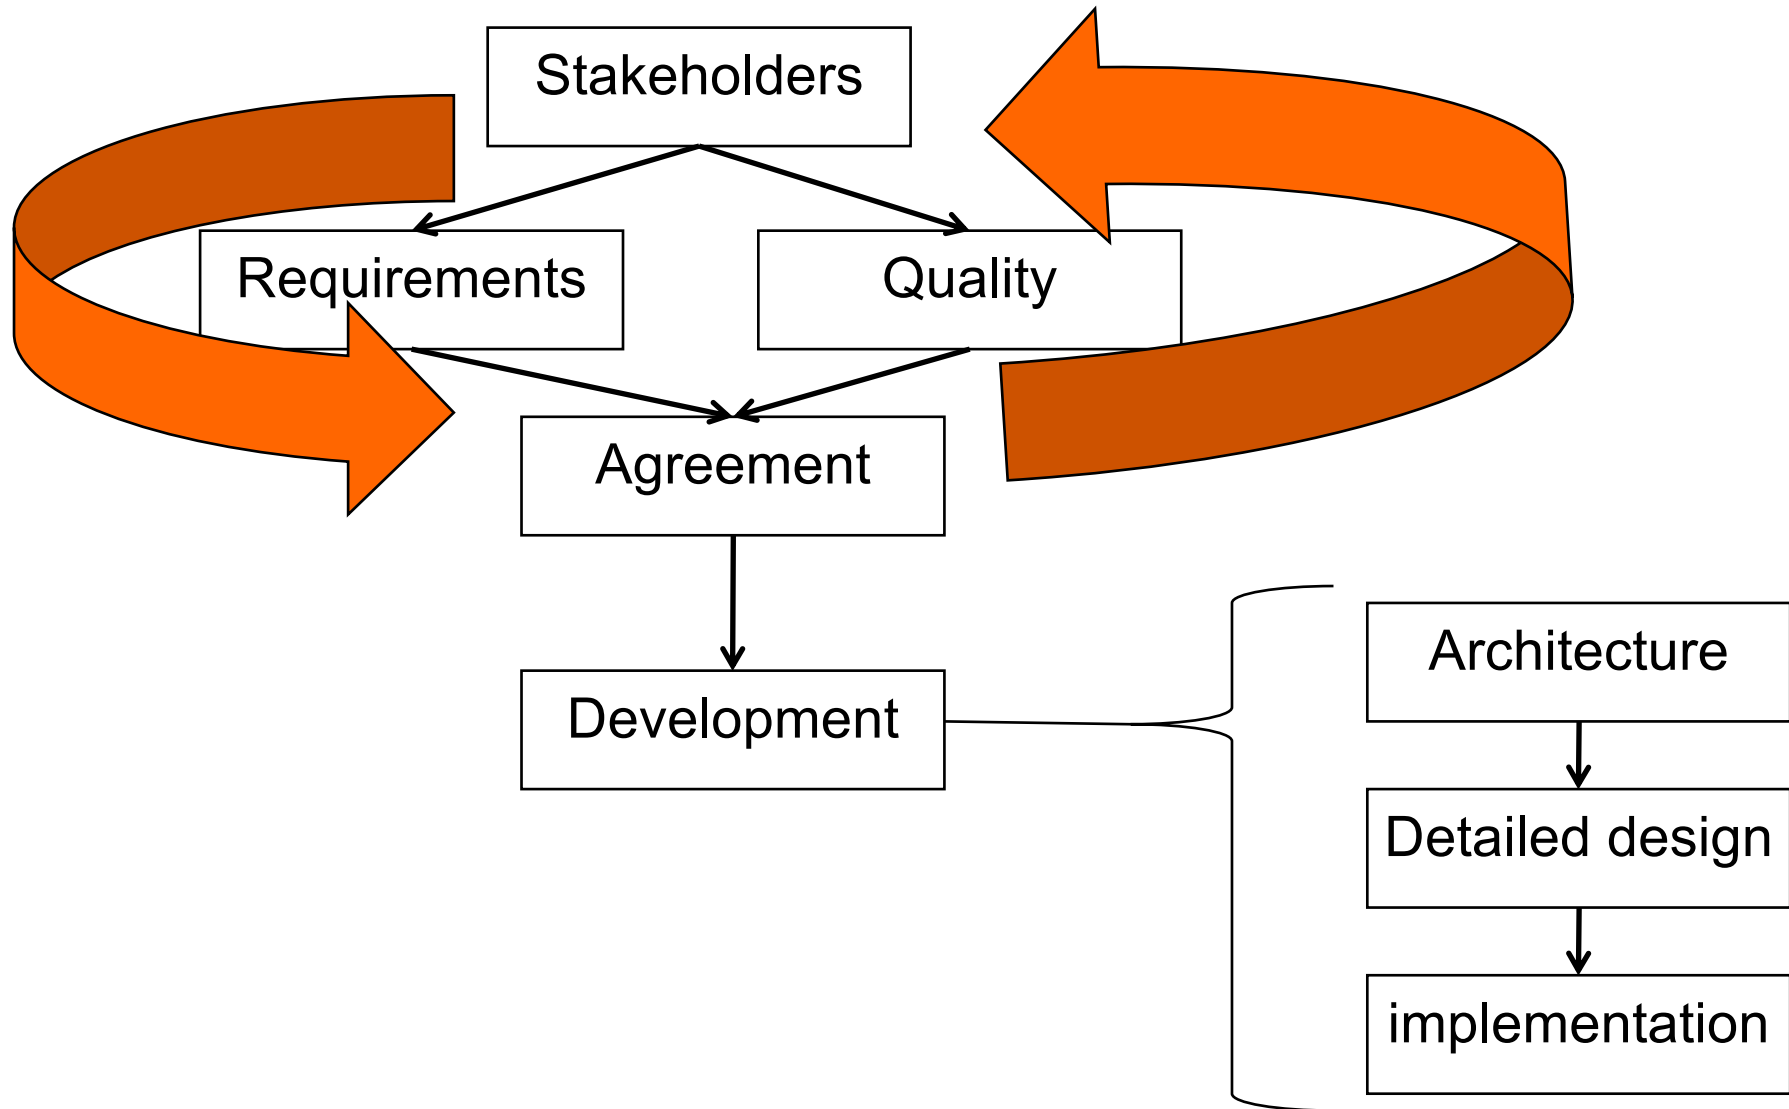 Stakeholders
Requirements
Quality
Agreement
Development
Architecture
Detailed design
implementation